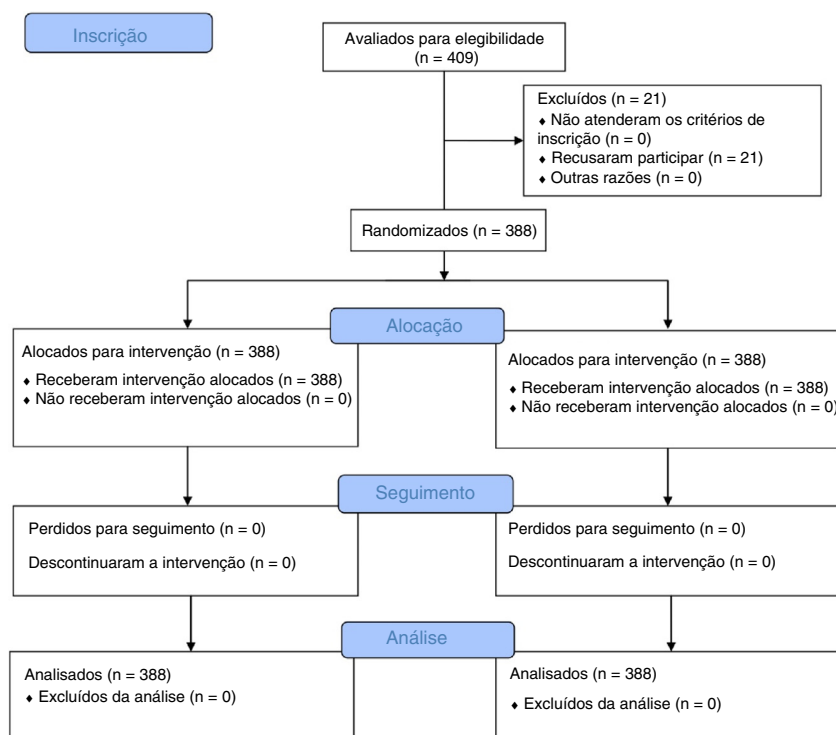 Inscrição
Avaliados para elegibilidade
(n = 409)
Excluídos (n = 21)
♦ Não atenderam os critérios de
inscrição (n = 0)
♦ Recusaram participar (n = 21)
♦ Outras razões (n = 0)
Randomizados (n = 388)
Alocação
Alocados para intervenção (n = 388)
♦ Receberam intervenção alocados (n = 388)
♦ Não receberam intervenção alocados (n = 0)
Alocados para intervenção (n = 388)
♦ Receberam intervenção alocados (n = 388)
♦ Não receberam intervenção alocados (n = 0)
Seguimento
Perdidos para seguimento (n = 0)
Descontinuaram a intervenção (n = 0)
Perdidos para seguimento (n = 0)
Descontinuaram a intervenção (n = 0)
Análise
Analisados (n = 388)
♦ Excluídos da análise (n = 0)
Analisados (n = 388)
♦ Excluídos da análise (n = 0)